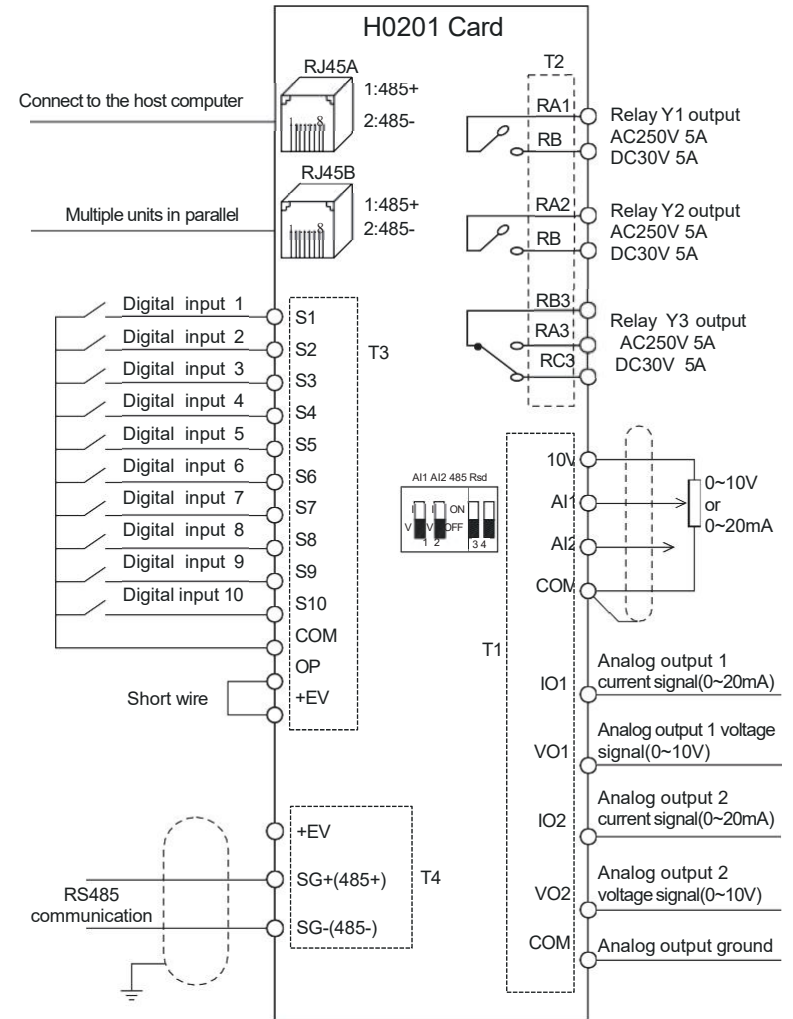 H0201 Card
RJ45A
1:485+
2:485-
8
Connect to the host computer
RJ45B
1:485+
2:485-
8
Multiple units in parallel
T2
RA1
RB
Relay Y1 output
AC250V 5A
DC30V 5A
RA2
RB
Relay Y2 output
AC250V 5A
DC30V 5A
RB3
RA3
RC3
Relay Y3 output
AC250V 5A
DC30V 5A
Digital input 1
Digital input 2
Digital input 3
Digital input 4
Digital input 5
Digital input 6
Digital input 7
Digital input 8
Digital input 9
Digital input 10
S1
S2
S3
S4
S5
S6
S7
S8
S9
S10
COM
OP
+EV
T3
Short wire
AI1 AI2 485 Rsd
I I ON
V V OFF
1 2 3 4
10V
AI1
AI2
COM
0~10V
or
0~20mA
T1
IO1
Analog output 1
current signal(0~20mA)
VO1
Analog output 1 voltage
signal(0~10V)
IO2
Analog output 2
current signal(0~20mA)
VO2
Analog output 2
voltage signal(0~10V)
COM
Analog output ground
+EV
SG+(485+)
SG-(485-)
T4
RS485
communication